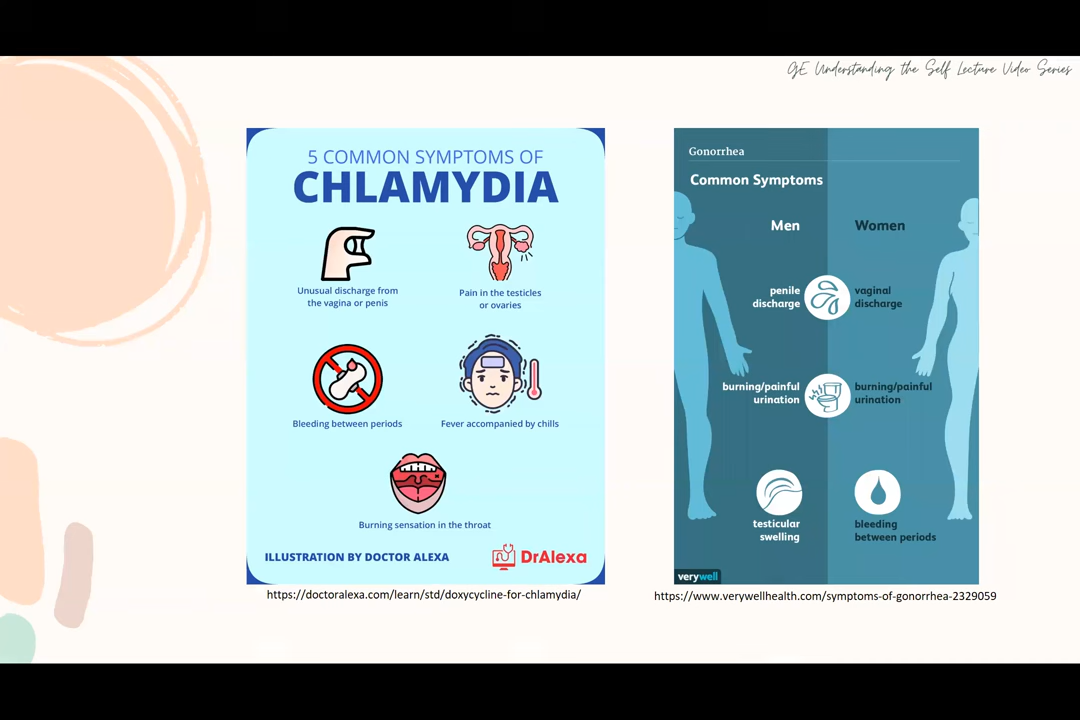 GE Understanding the Self Lecture Video Series
5 COMMON SYMPTOMS OF
CHLAMYDIA
Unusual discharge from
the vagina or penis
Pain in the testicles
or ovaries
Bleeding between periods
Fever accompanied by chills
Burning sensation in the throat
ILLUSTRATION BY DOCTOR ALEXA
DrAlexa
https://doctoralexa.com/learn/std/doxycycline-for-chlamydia/
Gonorrhea
Common Symptoms
Men
Women
penile
discharge
vaginal
discharge
burning/painful
urination
burning/painful
urination
testicular
swelling
bleeding
between periods
verywell
https://www.verywellhealth.com/symptoms-of-gonorrhea-2329059